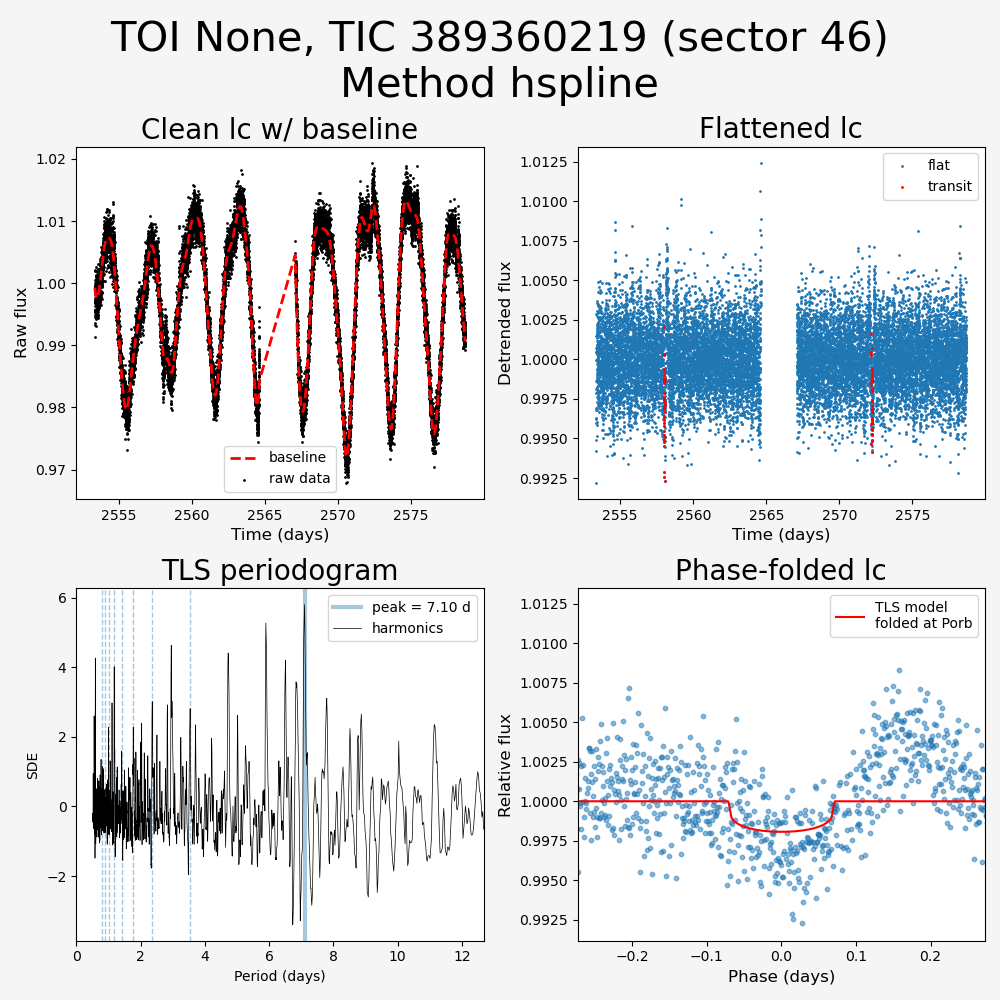 TOI None, TIC 389360219 (sector 46)
Method hspline
Clean lc w/ baseline
Raw flux
1.02
1.01
1.00
0.99
0.98
0.97
baseline
raw data
2555
2560
2565
2570
2575
Time (days)
Flattened lc
Detrended flux
1.0125
1.0100
1.0075
1.0050
1.0025
1.0000
0.9975
0.9950
0.9925
flat
transit
2555
2560
2565
2570
2575
Time (days)
TLS periodogram
SDE
6
4
2
0
−2
peak = 7.10 d
harmonics
0
2
4
6
8
10
12
Period (days)
Phase-folded lc
Relative flux
1.0125
1.0100
1.0075
1.0050
1.0025
1.0000
0.9975
0.9950
0.9925
TLS model
folded at Porb
−0.2
−0.1
0.0
0.1
0.2
Phase (days)